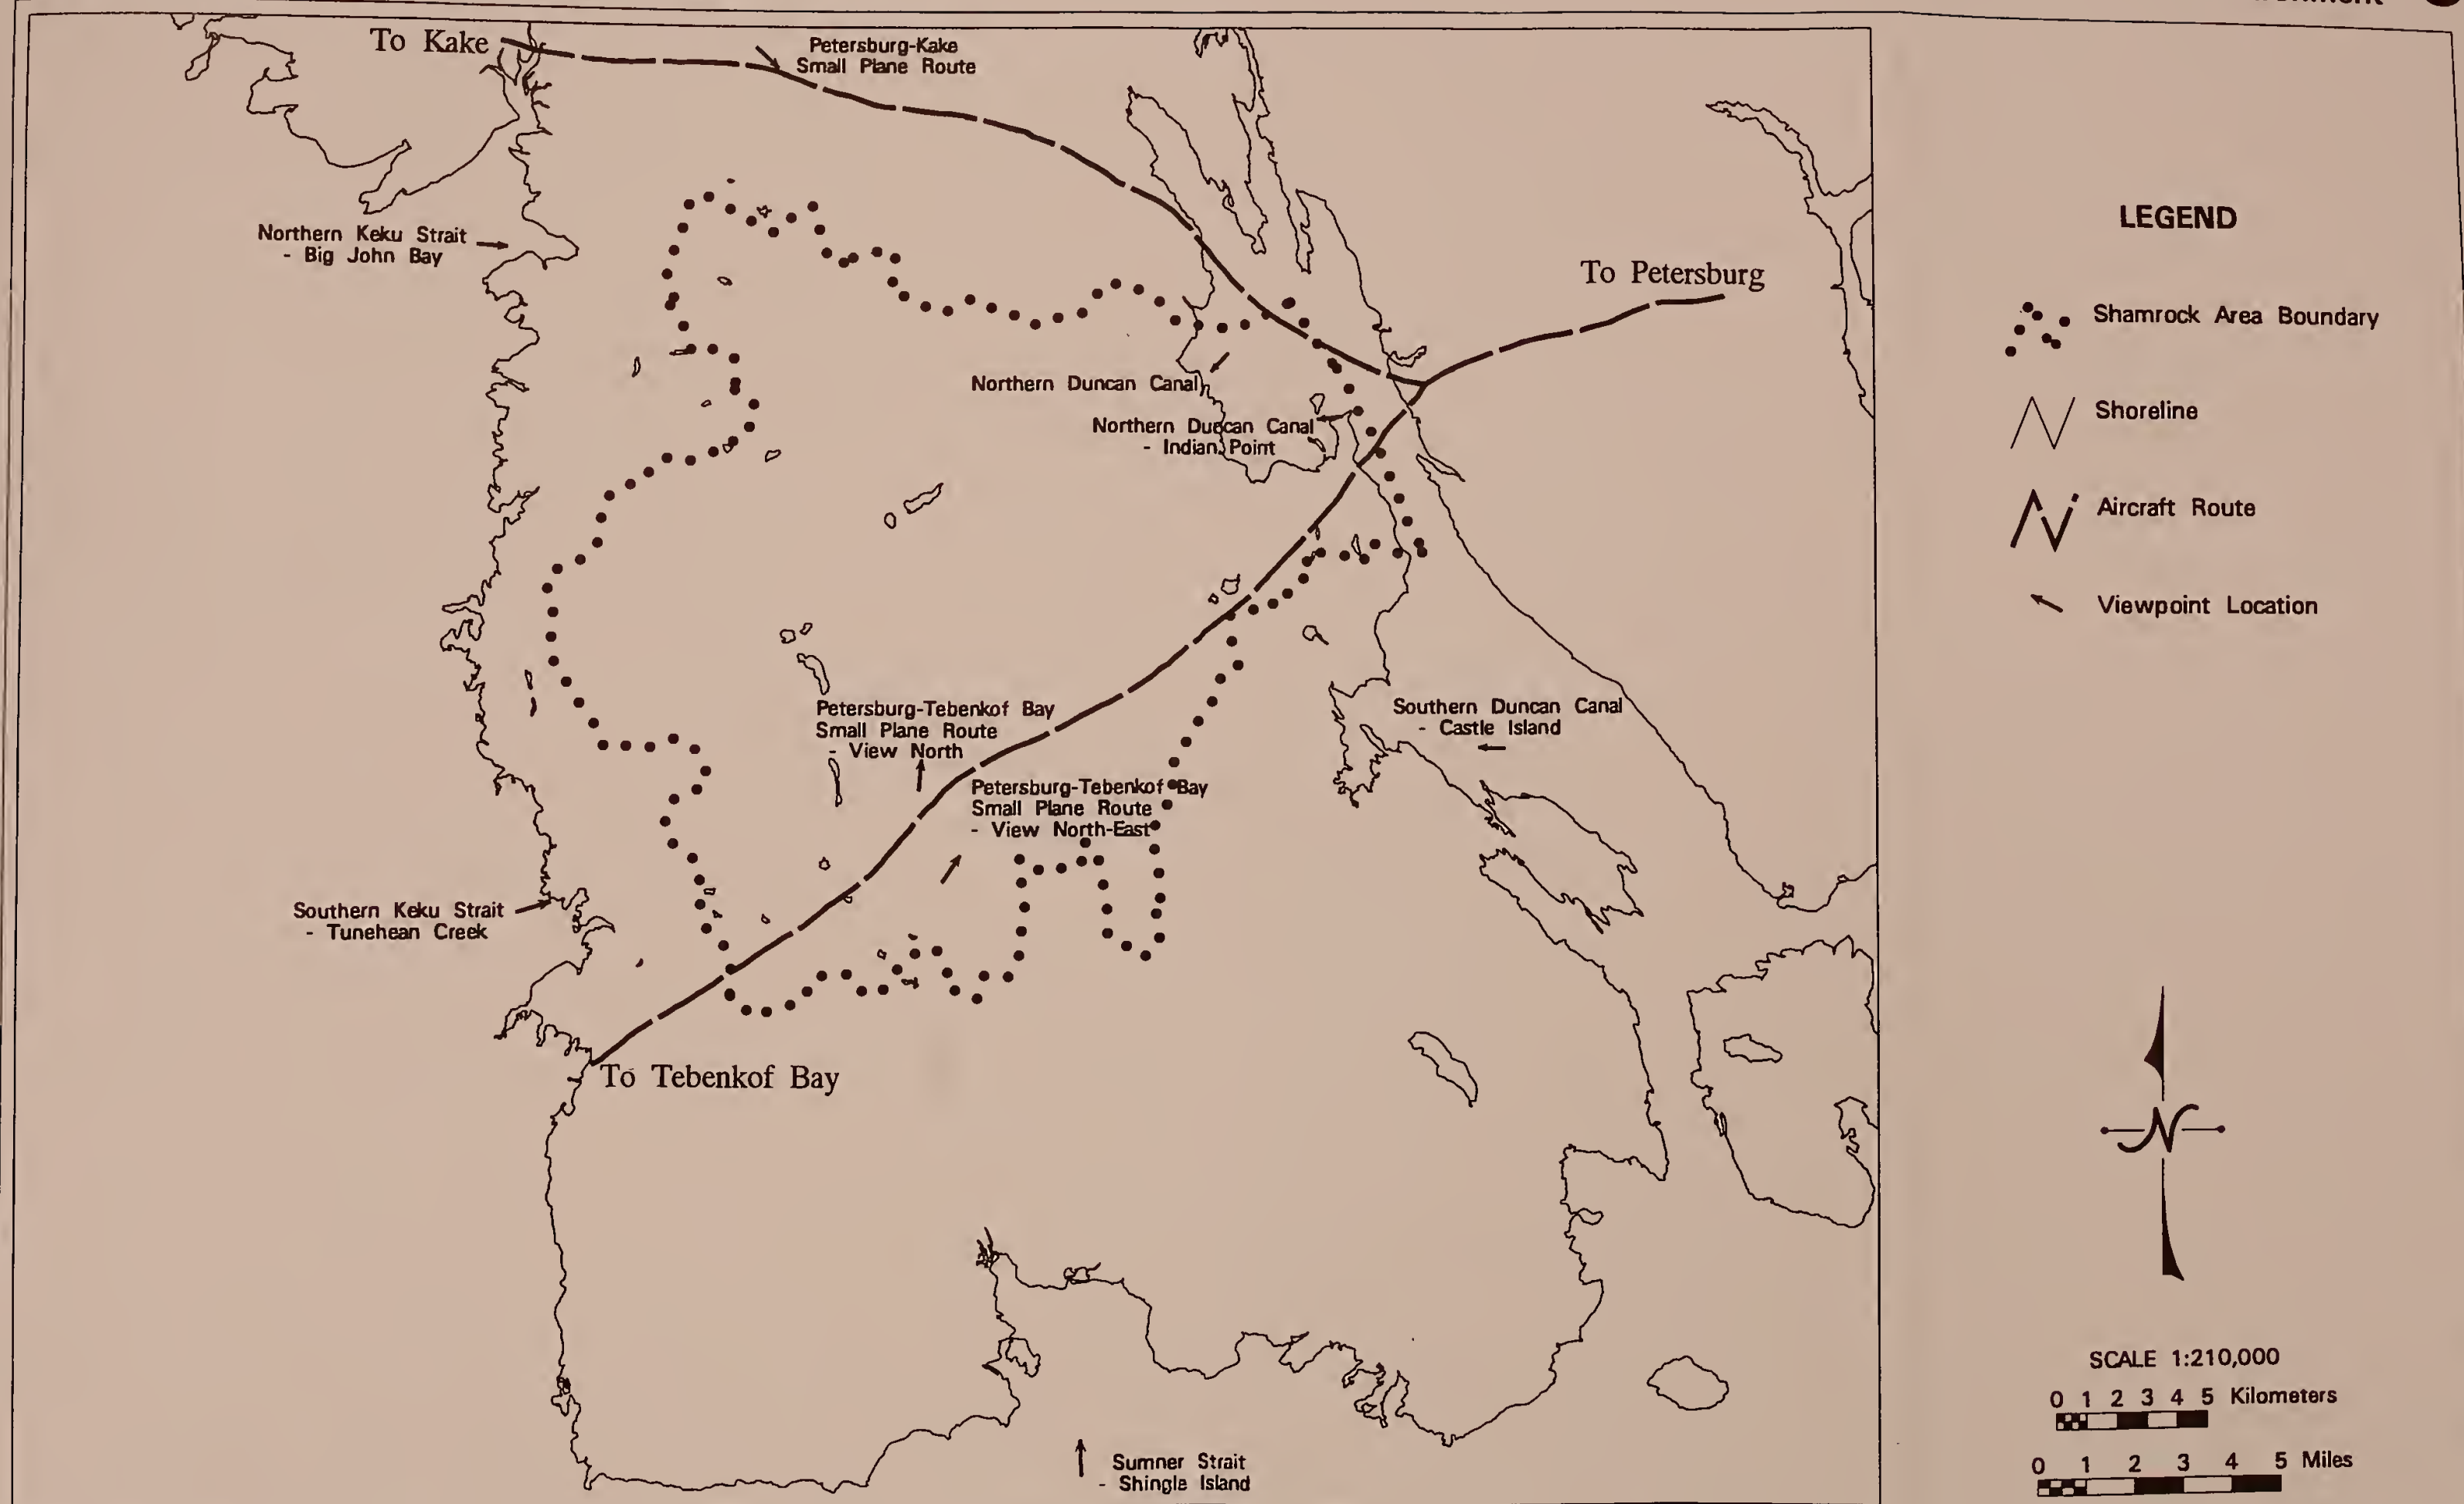 To Kake
Petersburg-Kake
Small Plane Route
Northern Keku Strait
- Big John Bay
To Petersburg
Northern Duncan Canal
Northern Duncan Canal
- Indian Point
Petersburg-Tebenkof Bay
Small Plane Route
- View North
Southern Duncan Canal
- Castle Island
Petersburg-Tebenkof Bay
Small Plane Route
- View North-East
Southern Keku Strait
- Tunehean Creek
To Tebenkof Bay
Sumner Strait
- Shingle Island
LEGEND
Shamrock Area Boundary
Shoreline
Aircraft Route
Viewpoint Location
N
SCALE 1:210,000
0 1 2 3 4 5 Kilometers
0 1 2 3 4 5 Miles